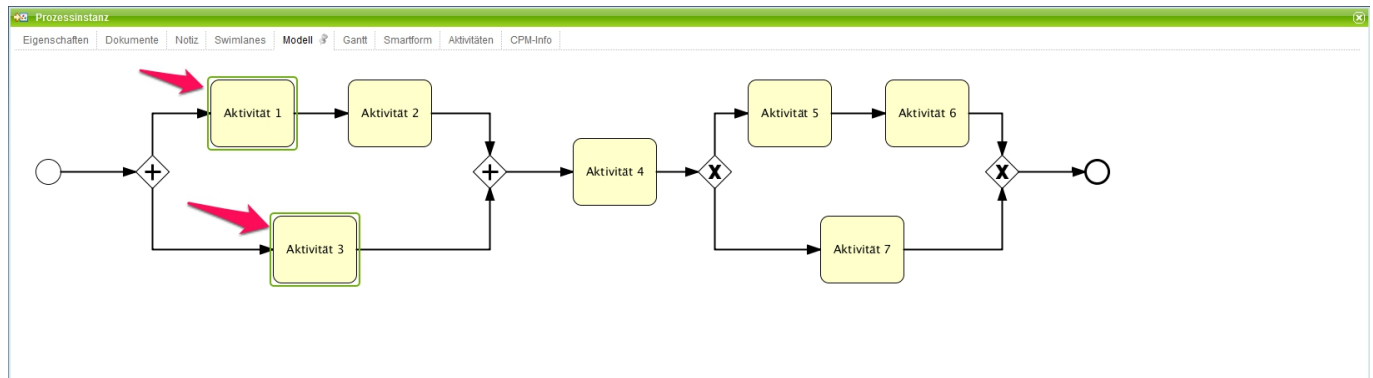 Prozessinstanz
Eigenschaften Dokumente Notiz Swimlanes Modell Gantt Smartform Aktivitäten CPM-Info
Aktivität 1 Aktivität 2 Aktivität 5 Aktivität 6
Aktivität 4
Aktivität 3 Aktivität 7